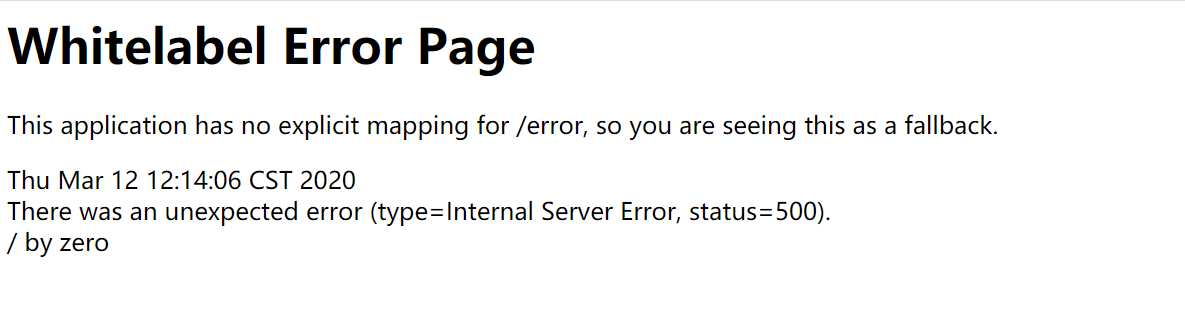 Whitelabel Error Page
This application has no explicit mapping for /error, so you are seeing this as a fallback.
Thu Mar 12 12:14:06 CST 2020
There was an unexpected error (type=Internal Server Error, status=500).
/ by zero